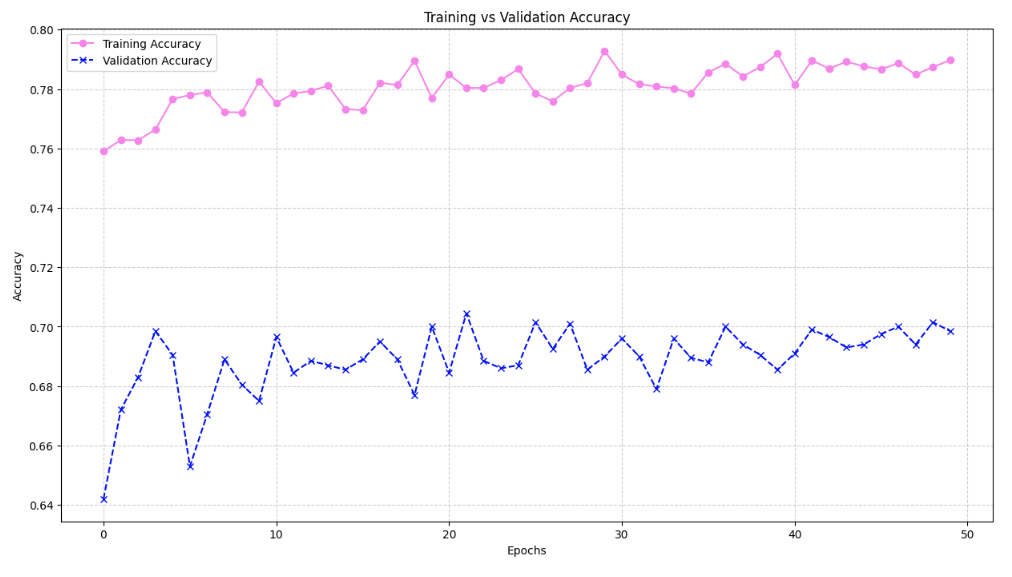 Training vs Validation Accuracy
Training Accuracy
Validation Accuracy
0.80
0.78
0.76
0.74
0.72
0.70
0.68
0.66
0.64
Accuracy
0 10 20 30 40 50
Epochs